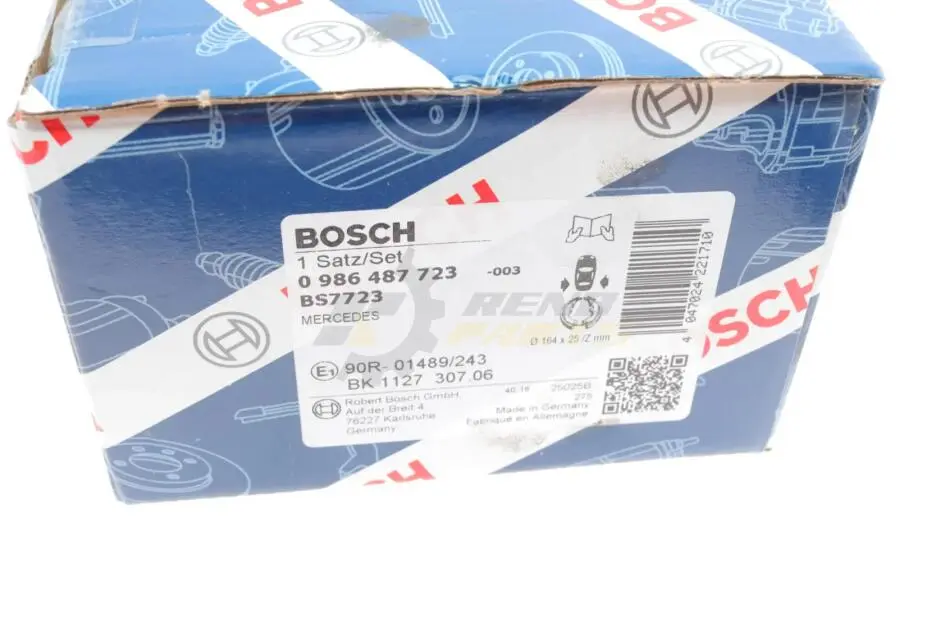 BOSCH
BOSCH
BOSCH
1 Satz/Set
0 986 487 723 -003
BS7723
MERCEDES
Ø 164 x 25 /Z mm
4 047024 221710
E1 90R- 01489/243
BK 1127 307.06
Robert Bosch GmbH
Auf der Breit 4
76227 Karlsruhe
Germany
40.16 25025B
275
Made in Germany
Fabriqué en Allemagne